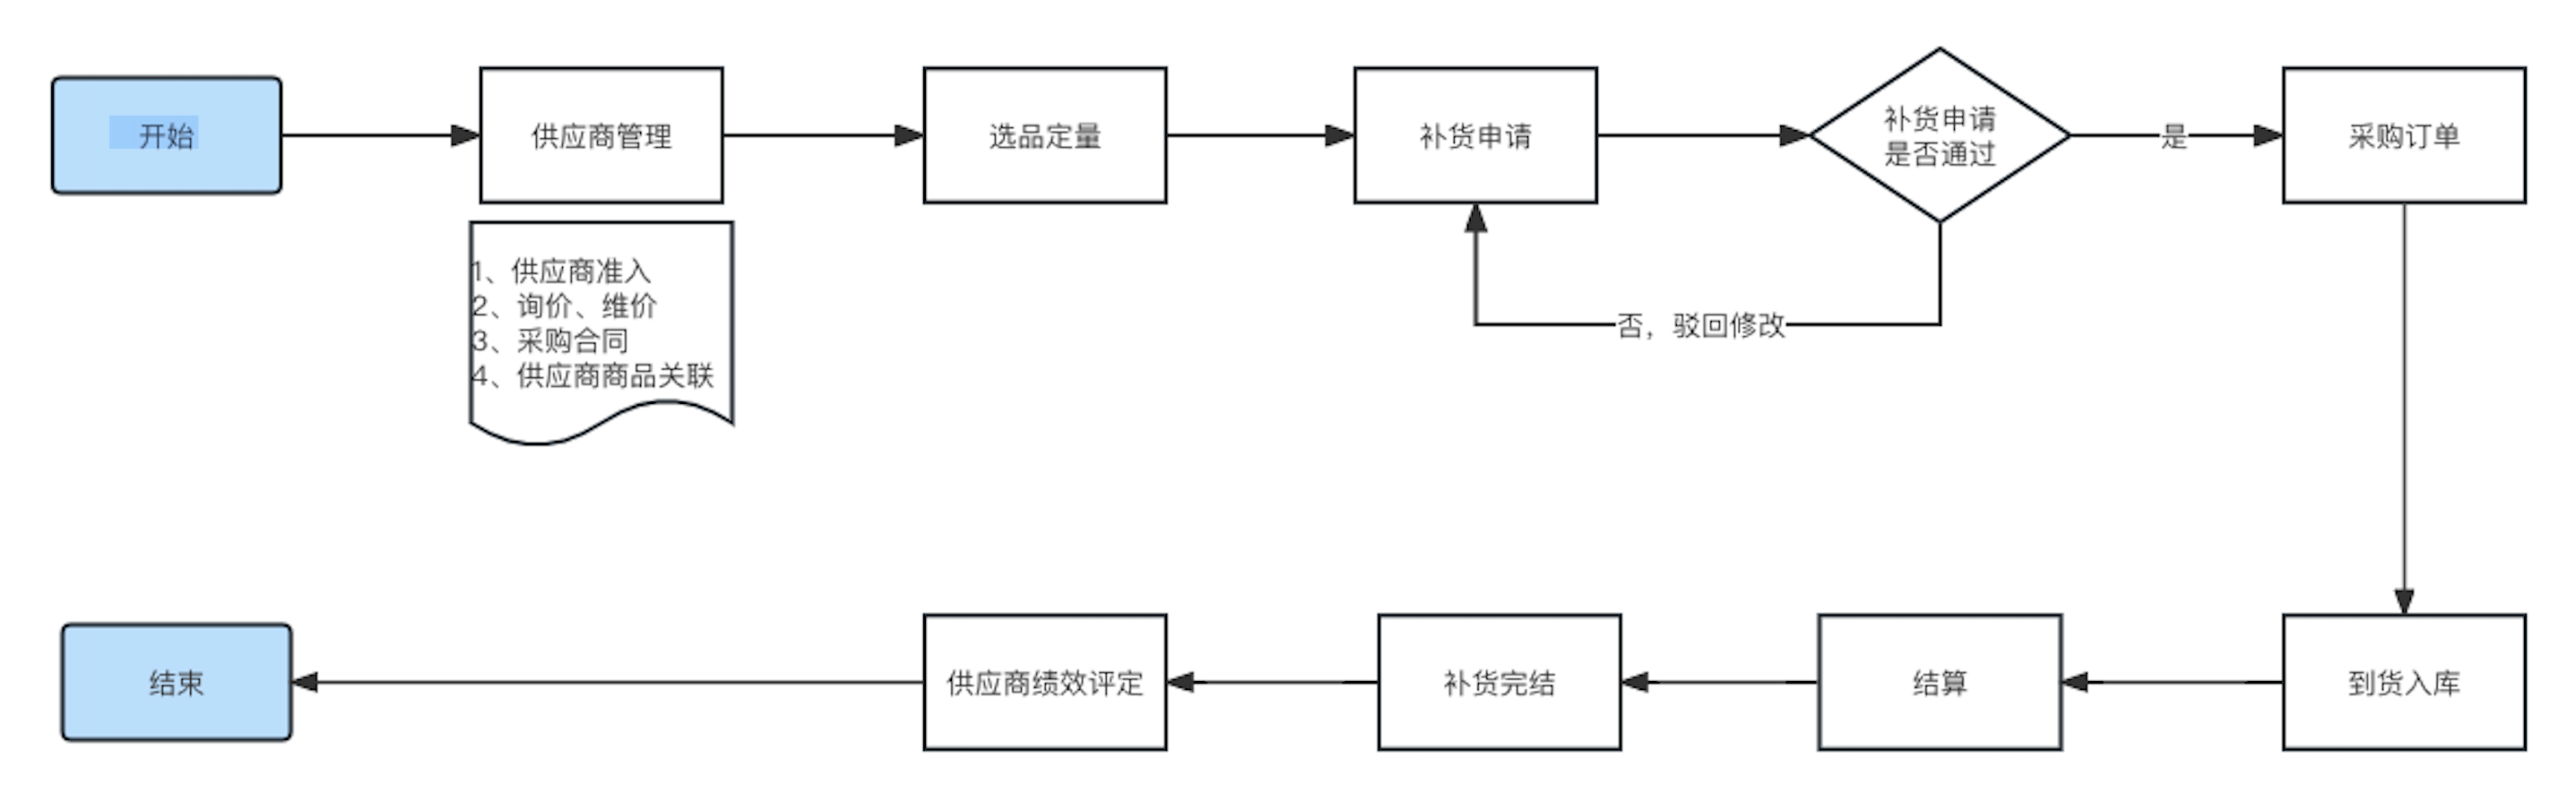 开始
供应商管理
选品定量
补货申请
补货申请
是否通过
是
采购订单
1、供应商准入
2、询价、维价
3、采购合同
4、供应商商品关联
否，驳回修改
结束
供应商绩效评定
补货完结
结算
到货入库